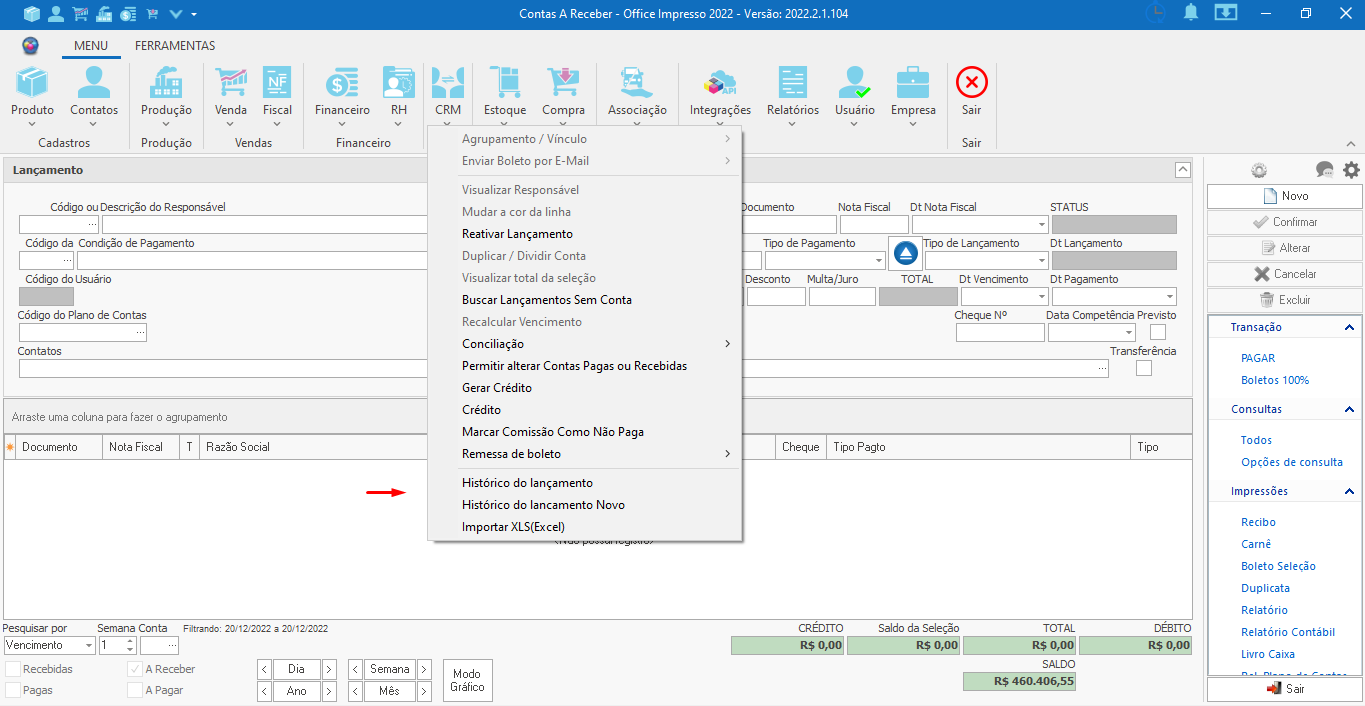 Contas A Receber - Office Impresso 2022 - Versão: 2022.2.1.104
MENU FERRAMENTAS
Produto Contatos Produção Venda Fiscal Financeiro RH CRM Estoque Compra Associação Integrações Relatórios Usuário Empresa Sair
Cadastros Produção Vendas Financeiro Sair
Lançamento
Agrupamento / Vínculo
Enviar Boleto por E-Mail
Visualizar Responsável
Mudar a cor da linha
Reativar Lançamento
Duplicar / Dividir Conta
Visualizar total da seleção
Buscar Lançamentos Sem Conta
Recalcular Vencimento
Conciliação
Permitir alterar Contas Pagas ou Recebidas
Gerar Crédito
Crédito
Marcar Comissão Como Não Paga
Remessa de boleto
Histórico do lançamento
Histórico do lancamento Novo
Importar XLS(Excel)
Código ou Descrição do Responsável Documento Nota Fiscal Dt Nota Fiscal STATUS
Código da Condição de Pagamento Tipo de Pagamento Tipo de Lançamento Dt Lançamento
Código do Usuário Desconto Multa/Juro TOTAL Dt Vencimento Dt Pagamento
Código do Plano de Contas Cheque Nº Data Competência Previsto
Contatos Transferência
Arraste uma coluna para fazer o agrupamento
Documento Nota Fiscal T Razão Social Cheque Tipo Pagto Tipo
<Não possui registro>
Pesquisar por Semana Conta Filtrando: 20/12/2022 a 20/12/2022 CRÉDITO Saldo da Seleção TOTAL DÉBITO
Vencimento 1 R$ 0,00 R$ 0,00 R$ 0,00 R$ 0,00
Recebidas A Receber < Dia > < Semana > Modo Gráfico SALDO
Pagas A Pagar < Ano > < Mês > R$ 460.406,55
Novo
Confirmar
Alterar
Cancelar
Excluir
Transação
PAGAR
Boletos 100%
Consultas
Todos
Opções de consulta
Impressões
Recibo
Carnê
Boleto Seleção
Duplicata
Relatório
Relatório Contábil
Livro Caixa
Rel. Plano de Contas
Sair